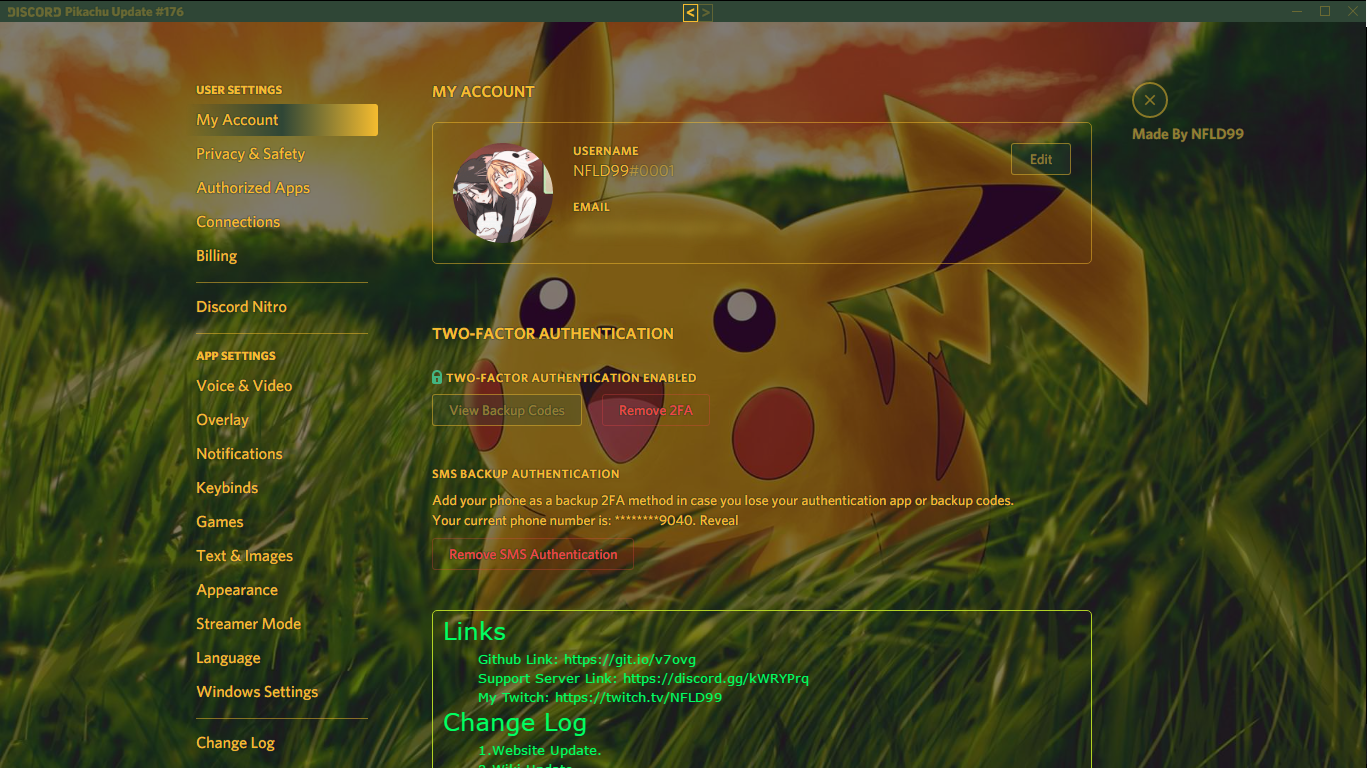 DISCORD Pikachu Update #176
< >
USER SETTINGS
My Account
Privacy & Safety
Authorized Apps
Connections
Billing
Discord Nitro
APP SETTINGS
Voice & Video
Overlay
Notifications
Keybinds
Games
Text & Images
Appearance
Streamer Mode
Language
Windows Settings
Change Log
MY ACCOUNT
USERNAME
NFLD99#0001
EMAIL
Edit
TWO-FACTOR AUTHENTICATION
TWO-FACTOR AUTHENTICATION ENABLED
View Backup Codes
Remove 2FA
SMS BACKUP AUTHENTICATION
Add your phone as a backup 2FA method in case you lose your authentication app or backup codes.
Your current phone number is: ********9040. Reveal
Remove SMS Authentication
Links
Github Link: https://git.io/v7ovg
Support Server Link: https://discord.gg/kWRYPrq
My Twitch: https://twitch.tv/NFLD99
Change Log
1.Website Update.
2.Wiki Update
Made By NFLD99